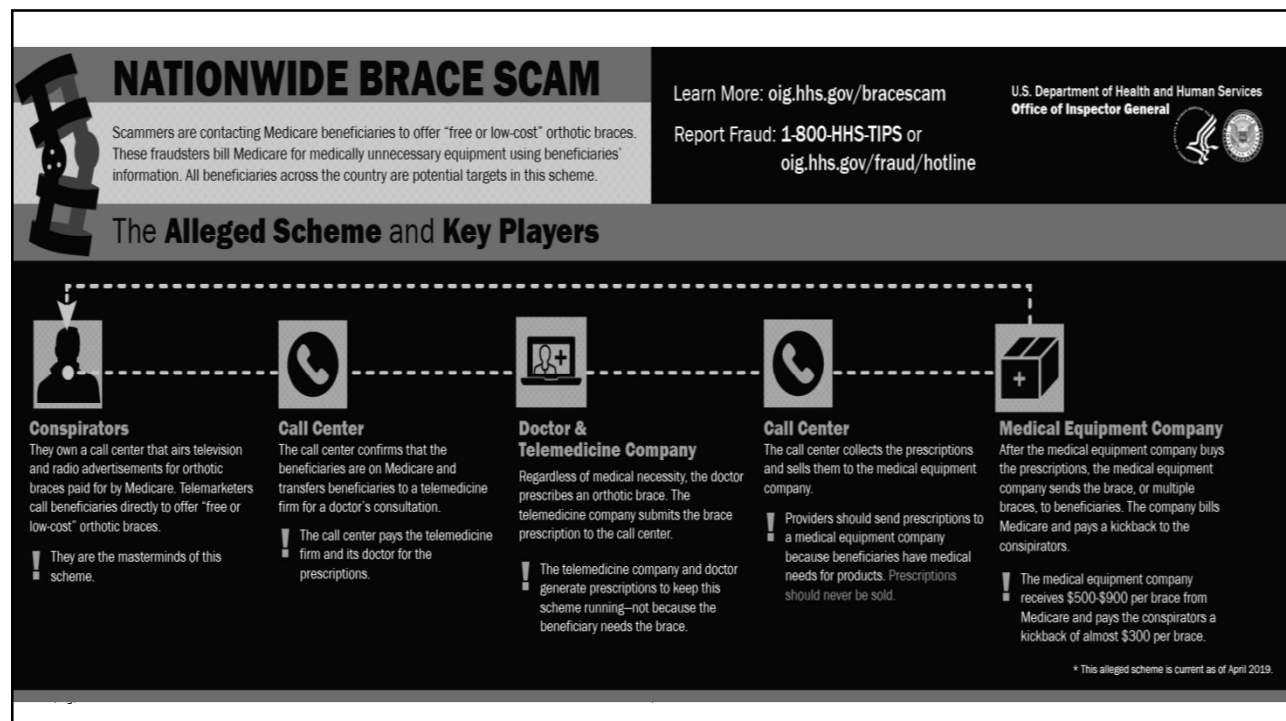 NATIONWIDE BRACE SCAM
Scammers are contacting Medicare beneficiaries to offer “free or low-cost” orthotic braces.
These fraudsters bill Medicare for medically unnecessary equipment using beneficiaries’
information. All beneficiaries across the country are potential targets in this scheme.
Learn More: oig.hhs.gov/bracescam
Report Fraud: 1-800-HHS-TIPS or
oig.hhs.gov/fraud/hotline
U.S. Department of Health and Human Services
Office of Inspector General
The Alleged Scheme and Key Players
Conspirators
They own a call center that airs television
and radio advertisements for orthotic
braces paid for by Medicare. Telemarketers
call beneficiaries directly to offer “free or
low-cost” orthotic braces.
! They are the masterminds of this
scheme.
Call Center
The call center confirms that the
beneficiaries are on Medicare and
transfers beneficiaries to a telemedicine
firm for a doctor’s consultation.
! The call center pays the telemedicine
firm and its doctor for the
prescriptions.
Doctor &
Telemedicine Company
Regardless of medical necessity, the doctor
prescribes an orthotic brace. The
telemedicine company submits the brace
prescription to the call center.
! The telemedicine company and doctor
generate prescriptions to keep this
scheme running—not because the
beneficiary needs the brace.
Call Center
The call center collects the prescriptions
and sells them to the medical equipment
company.
! Providers should send prescriptions to
a medical equipment company
because beneficiaries have medical
needs for products. Prescriptions
should never be sold.
Medical Equipment Company
After the medical equipment company buys
the prescriptions, the medical equipment
company sends the brace, or multiple
braces, to beneficiaries. The company bills
Medicare and pays a kickback to the
consipirators.
! The medical equipment company
receives $500-$900 per brace from
Medicare and pays the conspirators a
kickback of almost $300 per brace.
* This alleged scheme is current as of April 2019.